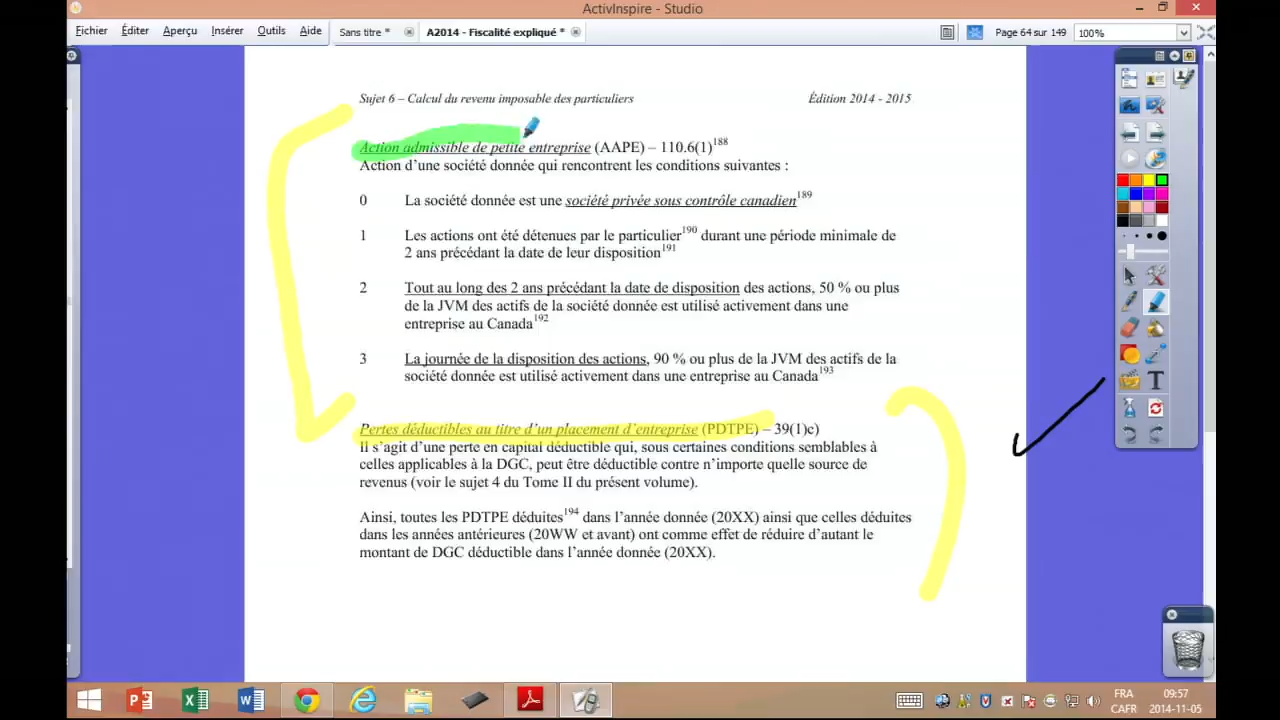 ActivInspire - Studio
Fichier Éditer Aperçu Insérer Outils Aide
Sans titre * A2014 - Fiscalité expliqué * Page 64 sur 149 100%
Sujet 6 – Calcul du revenu imposable des particuliers Édition 2014 - 2015
Action admissible de petite entreprise (AAPE) – 110.6(1)188
Action d'une société donnée qui rencontrent les conditions suivantes :
0 La société donnée est une société privée sous contrôle canadien189
1 Les actions ont été détenues par le particulier190 durant une période minimale de
2 ans précédant la date de leur disposition191
2 Tout au long des 2 ans précédant la date de disposition des actions, 50 % ou plus
de la JVM des actifs de la société donnée est utilisé activement dans une
entreprise au Canada192
3 La journée de la disposition des actions, 90 % ou plus de la JVM des actifs de la
société donnée est utilisé activement dans une entreprise au Canada193
Pertes déductibles au titre d'un placement d'entreprise (PDTPE) – 39(1)c)
Il s'agit d'une perte en capital déductible qui, sous certaines conditions semblables à
celles applicables à la DGC, peut être déductible contre n'importe quelle source de
revenus (voir le sujet 4 du Tome II du présent volume).
Ainsi, toutes les PDTPE déduites194 dans l'année donnée (20XX) ainsi que celles déduites
dans les années antérieures (20WW et avant) ont comme effet de réduire d'autant le
montant de DGC déductible dans l'année donnée (20XX).
FRA 09:57
CAFR 2014-11-05